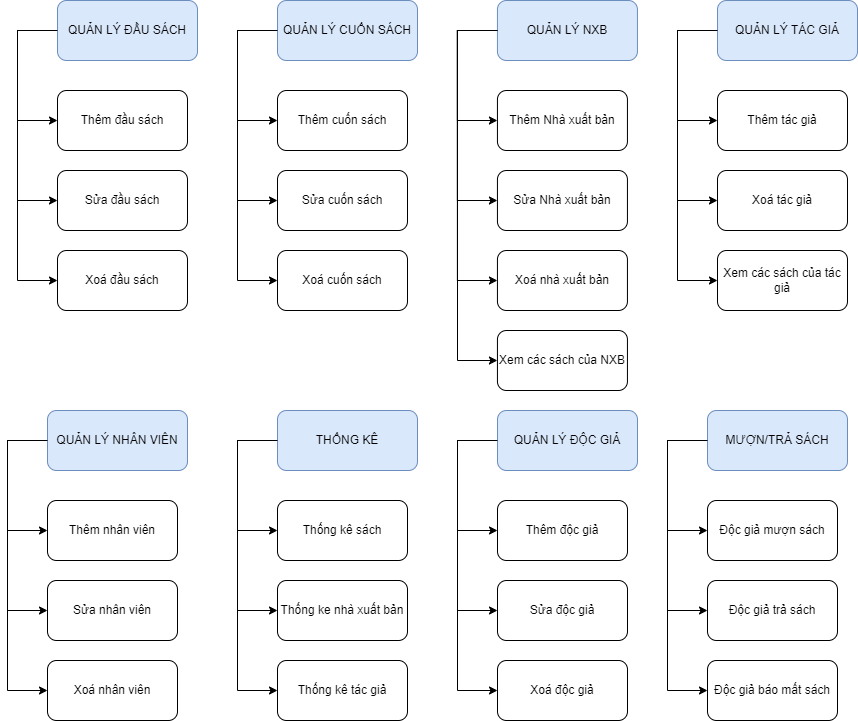 QUẢN LÝ ĐẦU SÁCH
Thêm đầu sách
Sửa đầu sách
Xoá đầu sách
QUẢN LÝ CUỐN SÁCH
Thêm cuốn sách
Sửa cuốn sách
Xoá cuốn sách
QUẢN LÝ NXB
Thêm Nhà xuất bản
Sửa Nhà xuất bản
Xoá nhà xuất bản
Xem các sách của NXB
QUẢN LÝ TÁC GIẢ
Thêm tác giả
Xoá tác giả
Xem các sách của tác
giả
QUẢN LÝ NHÂN VIÊN
Thêm nhân viên
Sửa nhân viên
Xoá nhân viên
THỐNG KÊ
Thống kê sách
Thống ke nhà xuất bản
Thống kê tác giả
QUẢN LÝ ĐỘC GIẢ
Thêm độc giả
Sửa độc giả
Xoá độc giả
MƯỢN/TRẢ SÁCH
Độc giả mượn sách
Độc giả trả sách
Độc giả báo mất sách